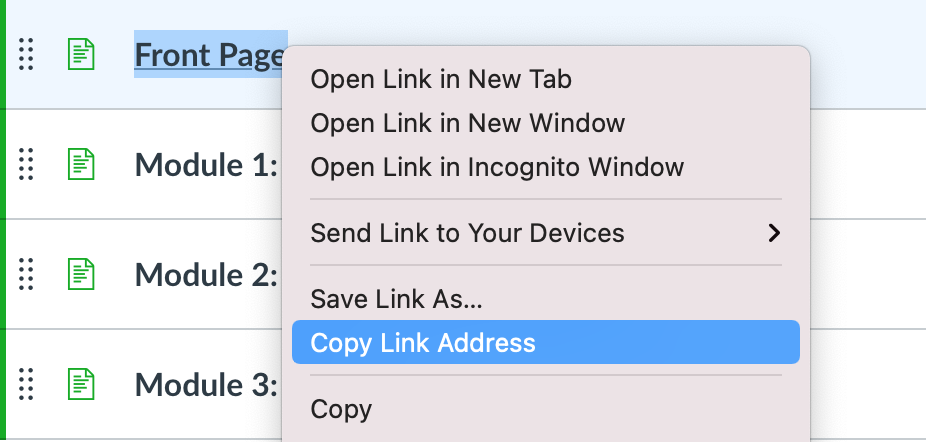 Front Page
Open Link in New Tab
Open Link in New Window
Module 1:
Open Link in Incognito Window
Send Link to Your Devices
Module 2:
Save Link As...
Copy Link Address
Module 3:
Copy